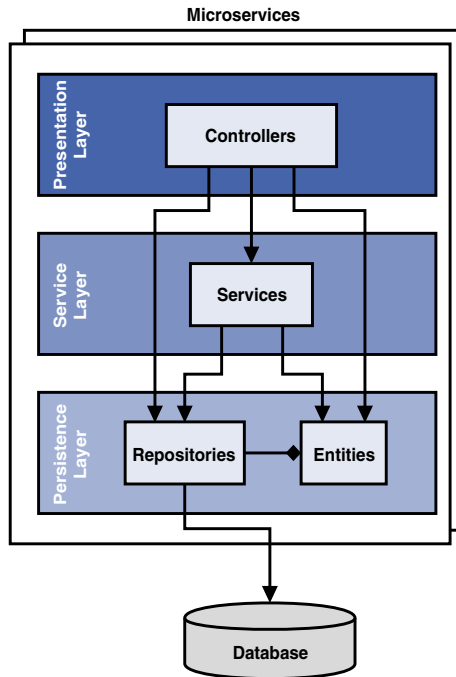 Microservices
Presentation
Layer
Controllers
Service
Layer
Services
Persistence
Layer
Repositories
Entities
Database